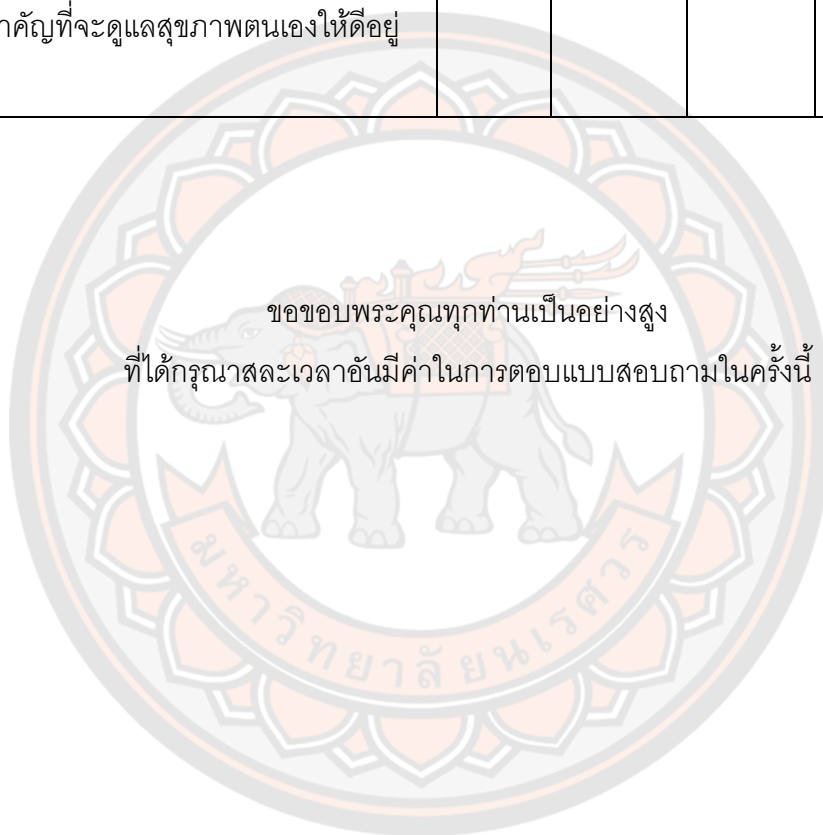 าคัญที่จะดูแลสุขภาพตนเองให้ดีอยู่
ขอขอบพระคุณทุกท่านเป็นอย่างสูง
ที่ได้กรุณาสละเวลาอันมีค่าในการตอบแบบสอบถามในครั้งนี้
มหาวิทยาลัยนเรศวร